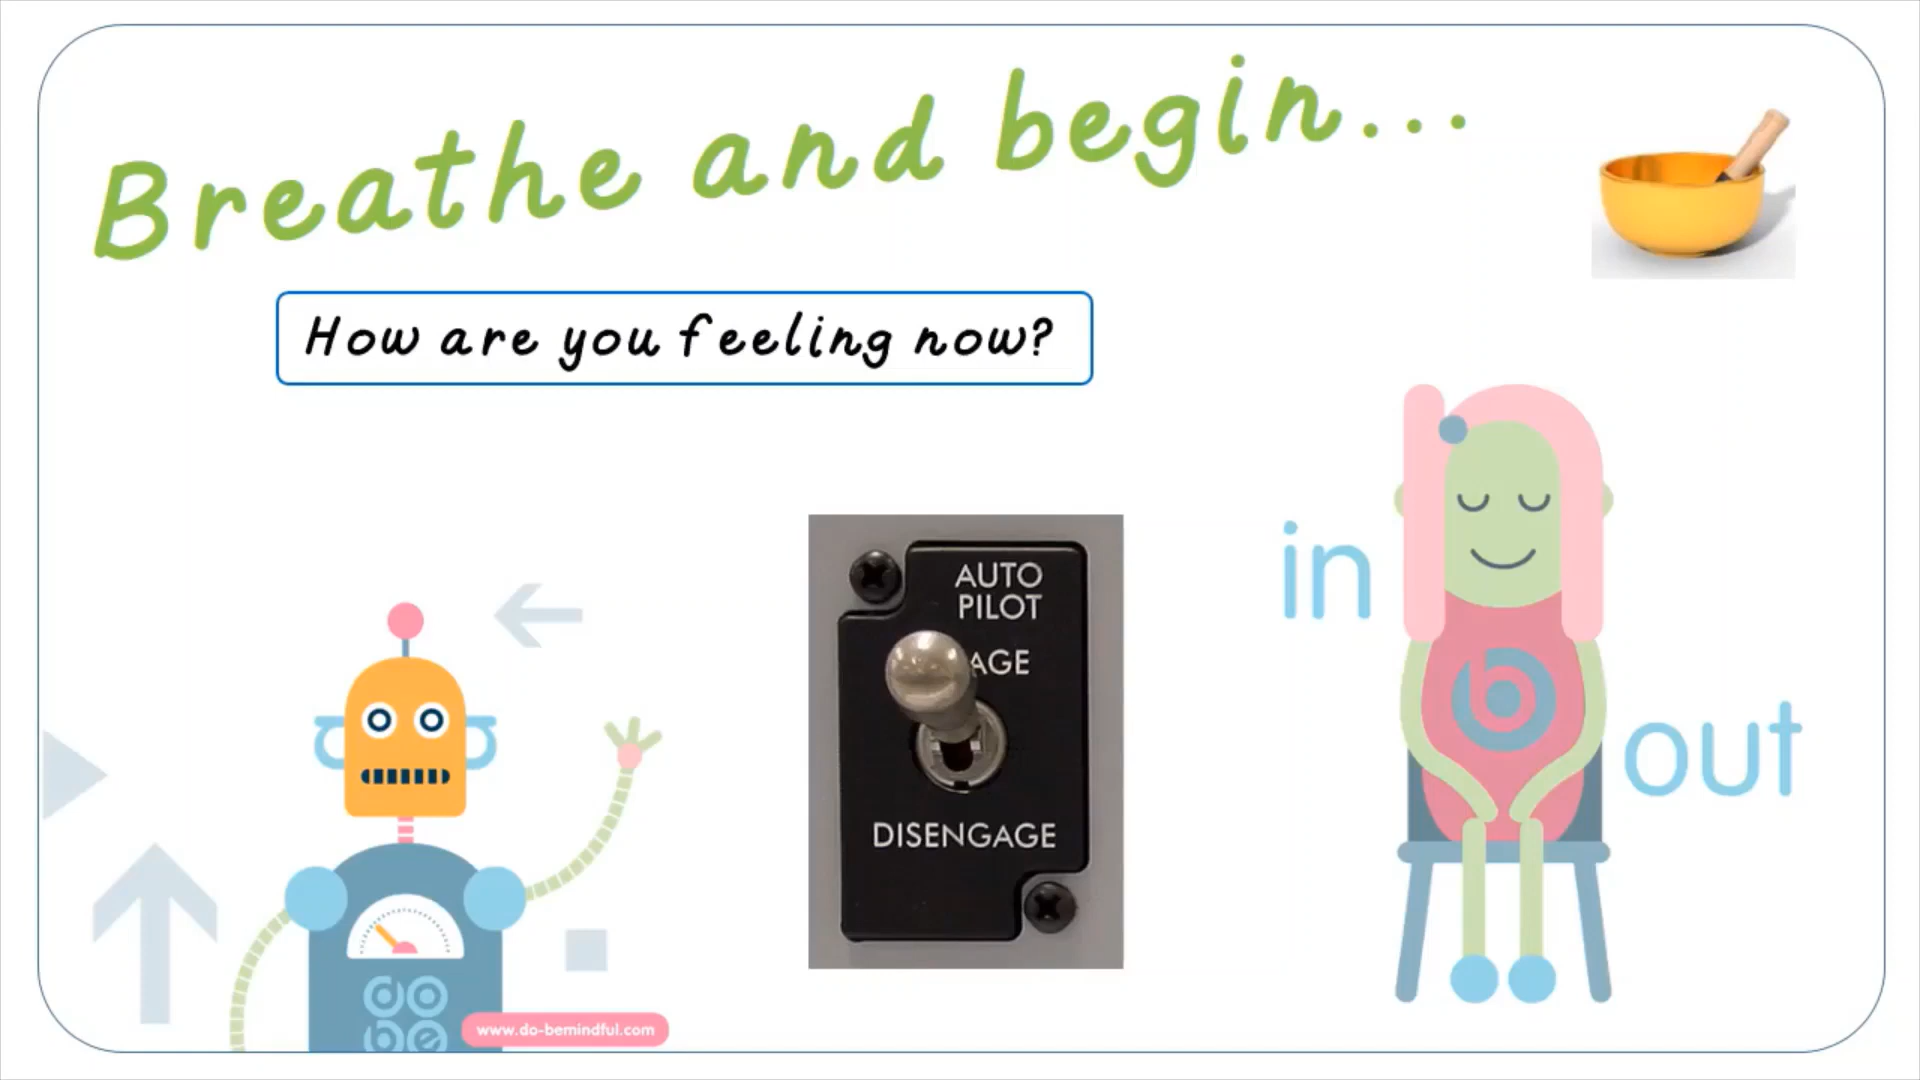 Breathe and begin...
How are you feeling now?
AUTO
PILOT
AGE
DISENGAGE
in
out
b
do
be
www.do-bemindful.com